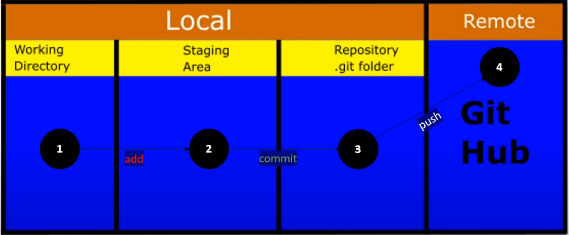 Local
Remote
Working
Directory
Staging
Area
Repository
.git folder
4
Git
Hub
push
1
2
3
add
commit